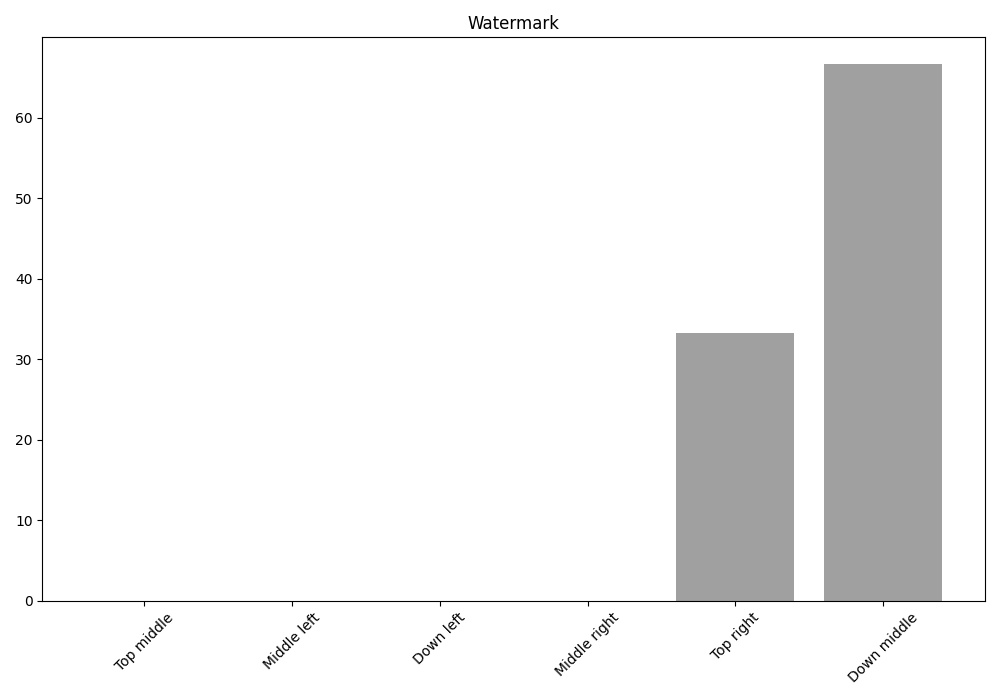 Watermark
60
50
40
30
20
10
0
Top middle
Middle left
Down left
Middle right
Top right
Down middle